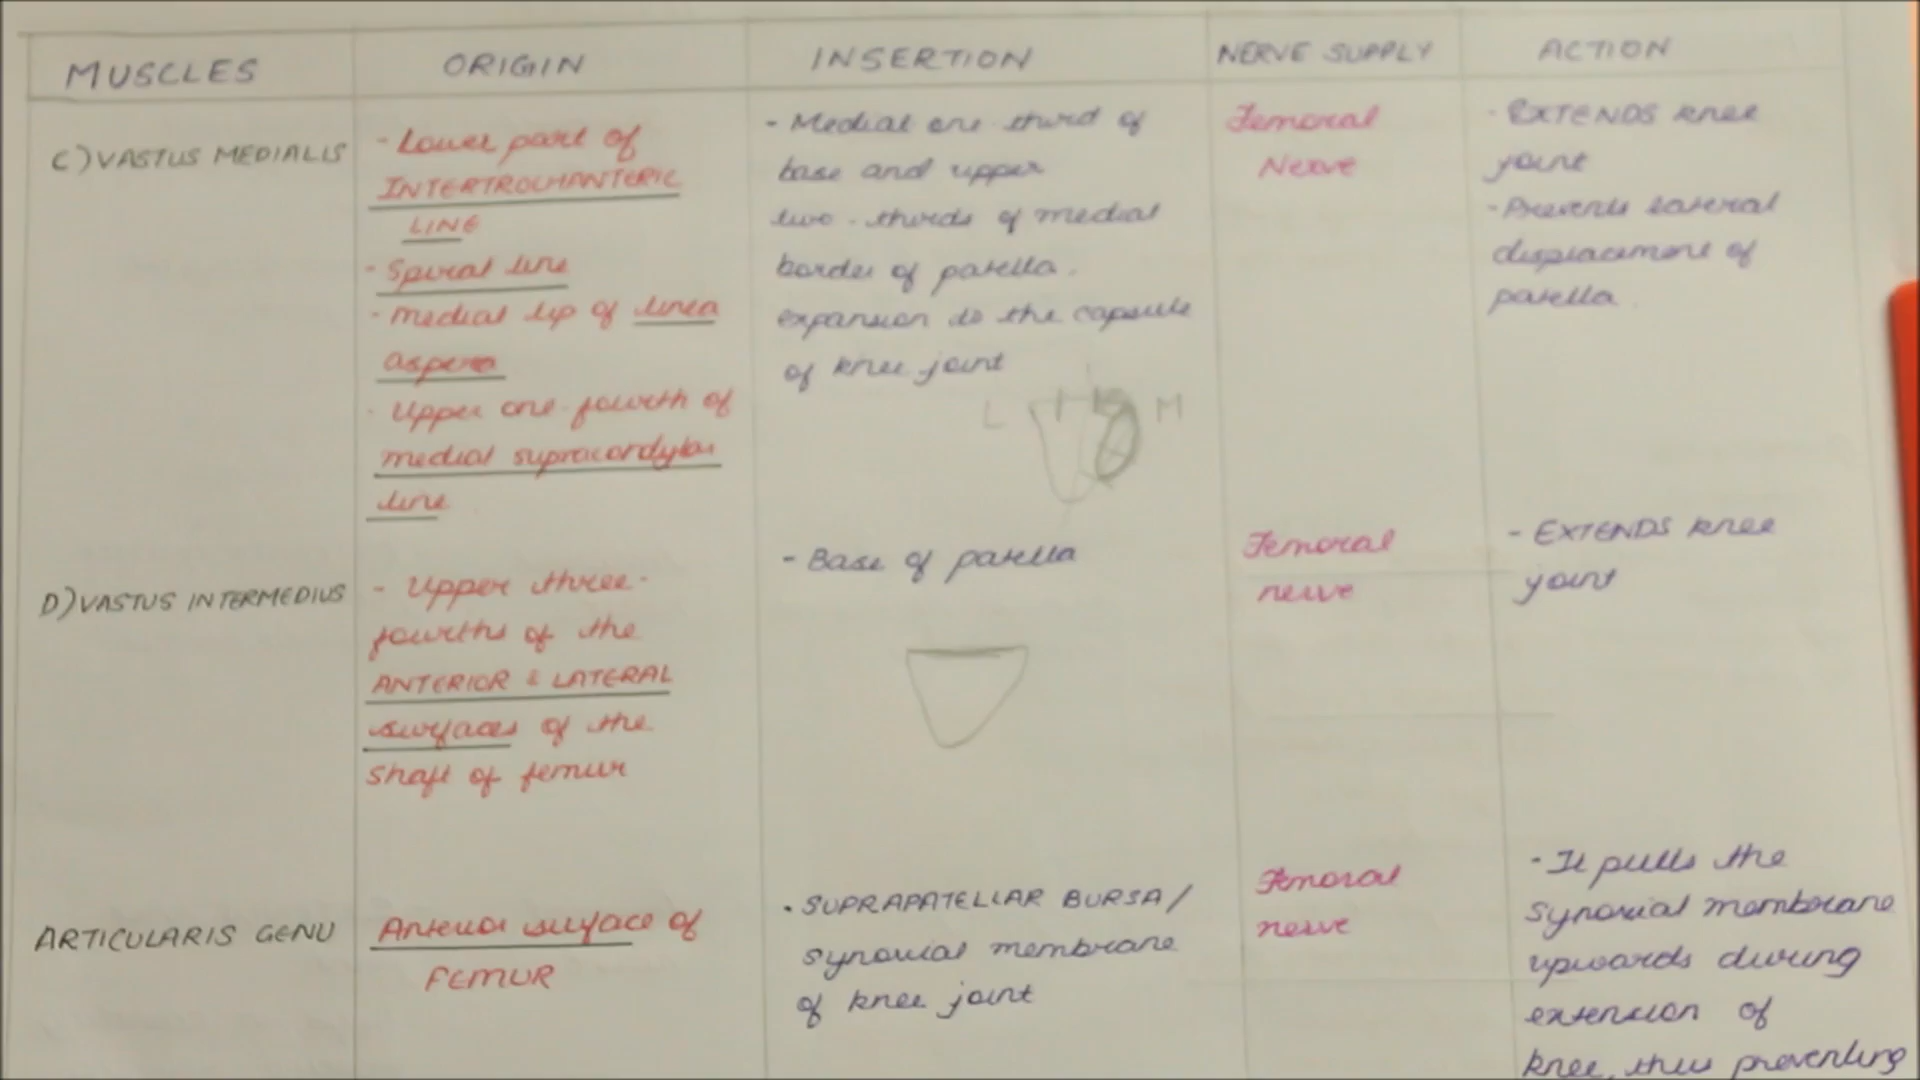 MUSCLES
ORIGIN
INSERTION
NERVE SUPPLY
ACTION
C) VASTUS MEDIALIS
- Lower part of
INTERTROCHANTERIC
LINE
- Spiral line
- Medial lip of linea
aspera
- Upper one-fourth of
medial supracondylar
line
- Medial one third of
base and upper
two-thirds of medial
border of patella.
expansion to the capsule
of knee joint
L
M
Femoral
Nerve
- EXTENDS knee
joint
- Prevents lateral
displacement of
patella.
D) VASTUS INTERMEDIUS
- Upper three-
fourths of the
ANTERIOR & LATERAL
surfaces of the
shaft of femur
- Base of patella
Femoral
nerve
- EXTENDS knee
joint
ARTICULARIS GENU
Anterior surface of
FEMUR
- SUPRAPATELLAR BURSA/
synovial membrane
of knee joint
Femoral
nerve
- It pulls the
synovial membrane
upwards during
extension of
knee, thus preventing